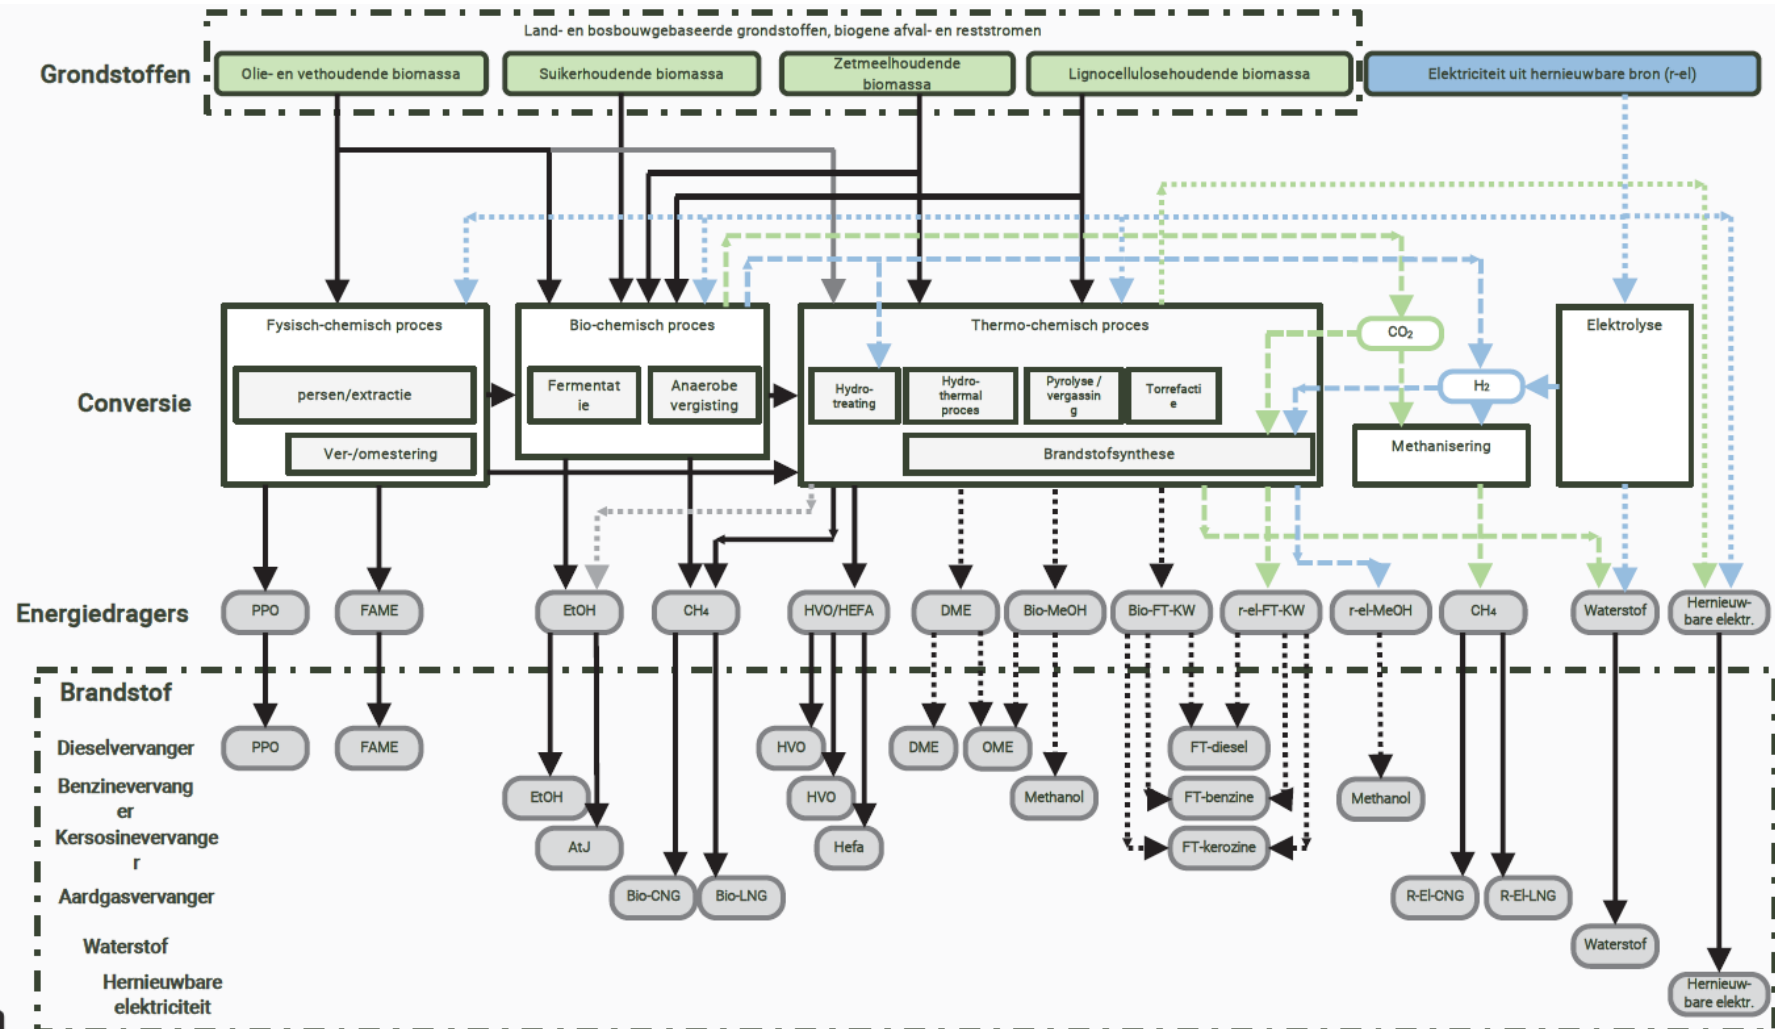 Land- en bosbouwgebaseerde grondstoffen, biogene afval- en reststromen
Grondstoffen
Olie- en vethoudende biomassa
Suikerhoudende biomassa
Zetmeelhoudende
biomassa
Lignocellulosehoudende biomassa
Elektriciteit uit hernieuwbare bron (r-el)
Conversie
Fysisch-chemisch proces
persen/extractie
Ver-/omestering
Bio-chemisch proces
Fermentat
ie
Anaerobe
vergisting
Thermo-chemisch proces
Hydro-
treating
Hydro-
thermal
proces
Pyrolyse /
vergassin
g
Torrefacti
e
Brandstofsynthese
CO₂
H₂
Methanisering
Elektrolyse
Energiedragers
PPO
FAME
EtOH
CH₄
HVO/HEFA
DME
Bio-MeOH
Bio-FT-KW
r-el-FT-KW
r-el-MeOH
CH₄
Waterstof
Hernieuw-
bare elektr.
Brandstof
Dieselvervanger
PPO
FAME
HVO
DME
OME
FT-diesel
Benzinevervang
er
EtOH
HVO
Methanol
FT-benzine
Methanol
Kersosinevervange
r
AtJ
Hefa
FT-kerozine
Aardgasvervanger
Bio-CNG
Bio-LNG
R-El-CNG
R-El-LNG
Waterstof
Waterstof
Hernieuwbare
elektriciteit
Hernieuw-
bare elektr.